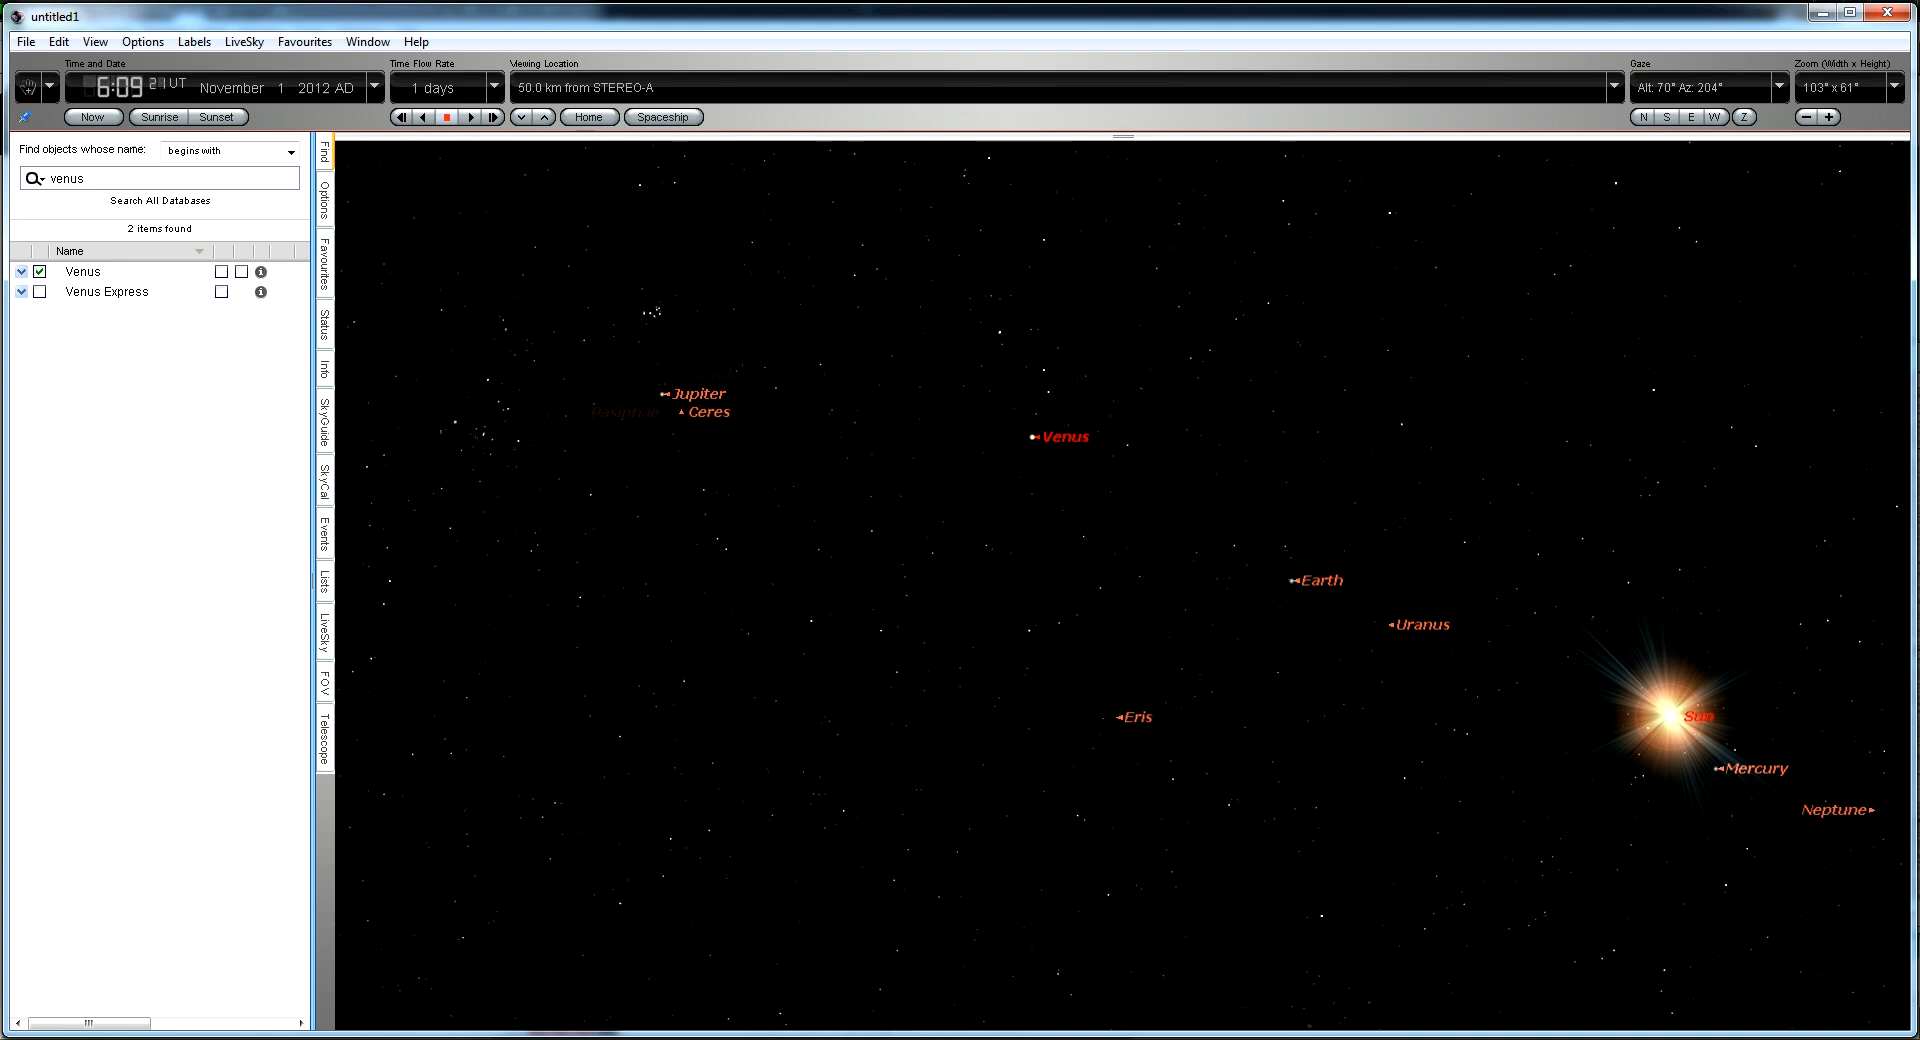 untitled1
File Edit View Options Labels LiveSky Favourites Window Help
Time and Date Time Flow Rate Viewing Location Gaze Zoom (Width x Height)
6:09 21 UT November 1 2012 AD 1 days 50.0 km from STEREO-A Alt: 70° Az: 204° 103° x 61°
Now Sunrise Sunset Home Spaceship N S E W Z
Find objects whose name: begins with
venus
Search All Databases
2 items found
Name
Venus
Venus Express
Find
Options
Favourites
Status
Info
SkyGuide
SkyCal
Events
Lists
LiveSky
FOV
Telescope
Jupiter
Pasiphae Ceres
Venus
Earth
Uranus
Eris
Sun
Mercury
Neptune